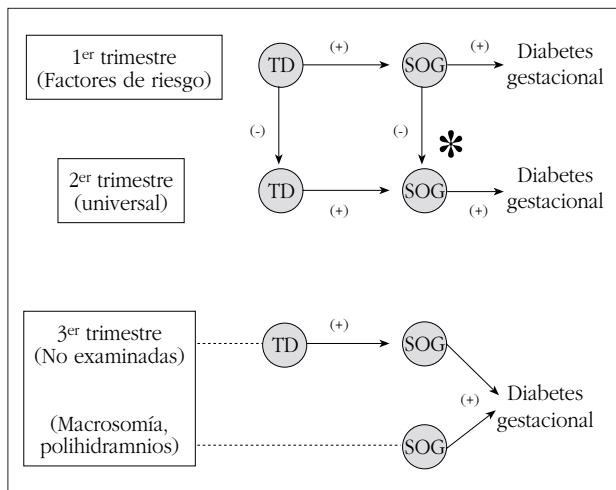 1er trimestre
(Factores de riesgo)
TD
(+)
SOG
(+)
Diabetes
gestacional
(-)
(-)
*
2er trimestre
(universal)
TD
(+)
SOG
(+)
Diabetes
gestacional
3er trimestre
(No examinadas)
TD
(+)
SOG
(+)
Diabetes
gestacional
(Macrosomía,
polihidramnios)
SOG